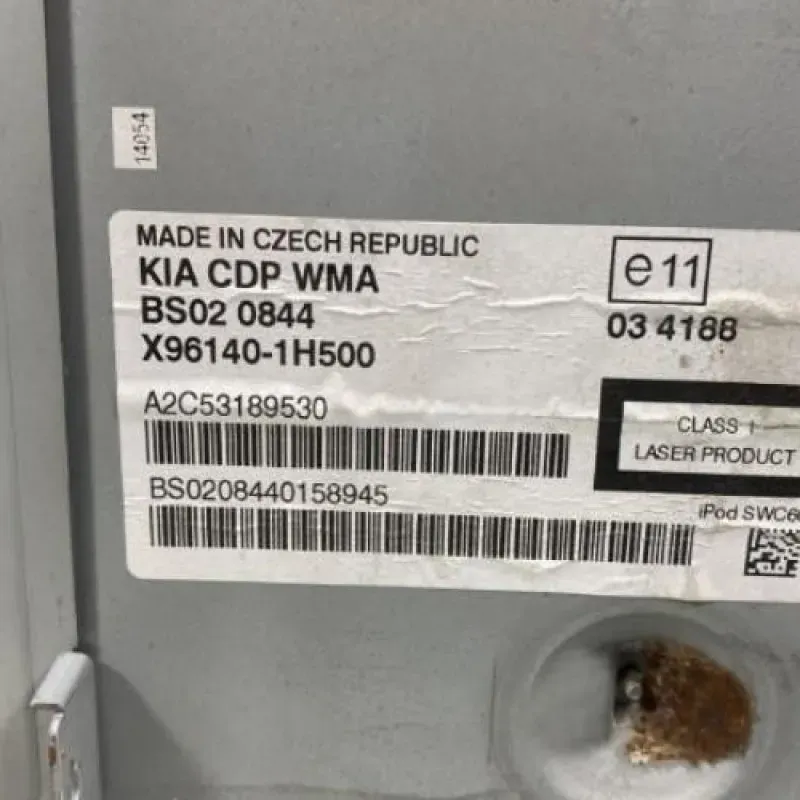 14054
MADE IN CZECH REPUBLIC
KIA CDP WMA
BS02 0844
X96140-1H500
A2C53189530
BS0208440158945
e11
03 4188
CLASS I
LASER PRODUCT
iPod